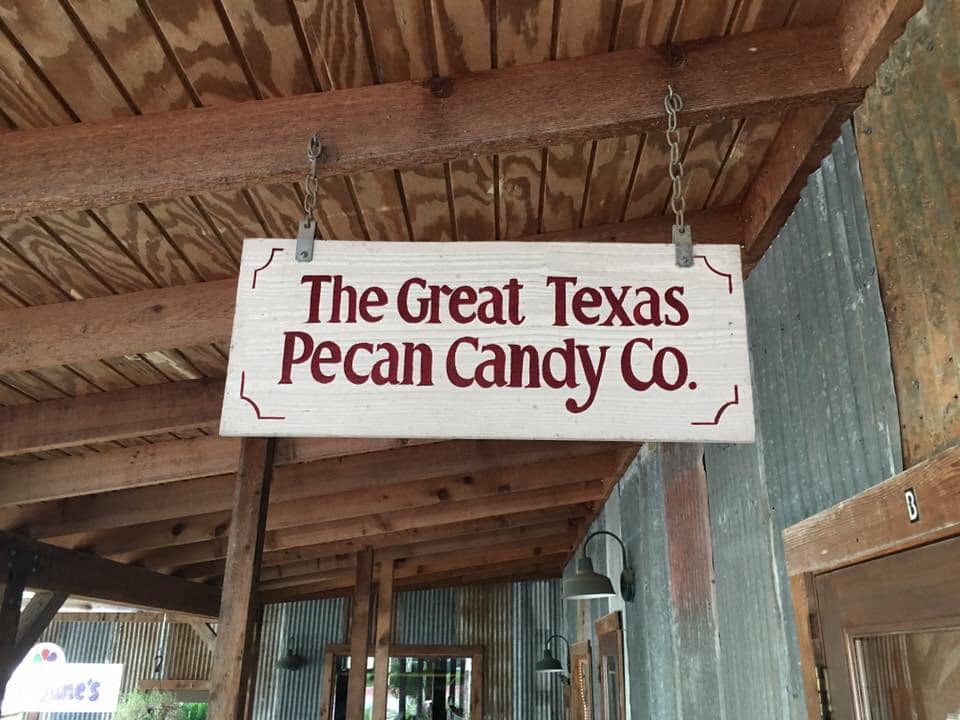 The Great Texas
Pecan Candy Co.
B